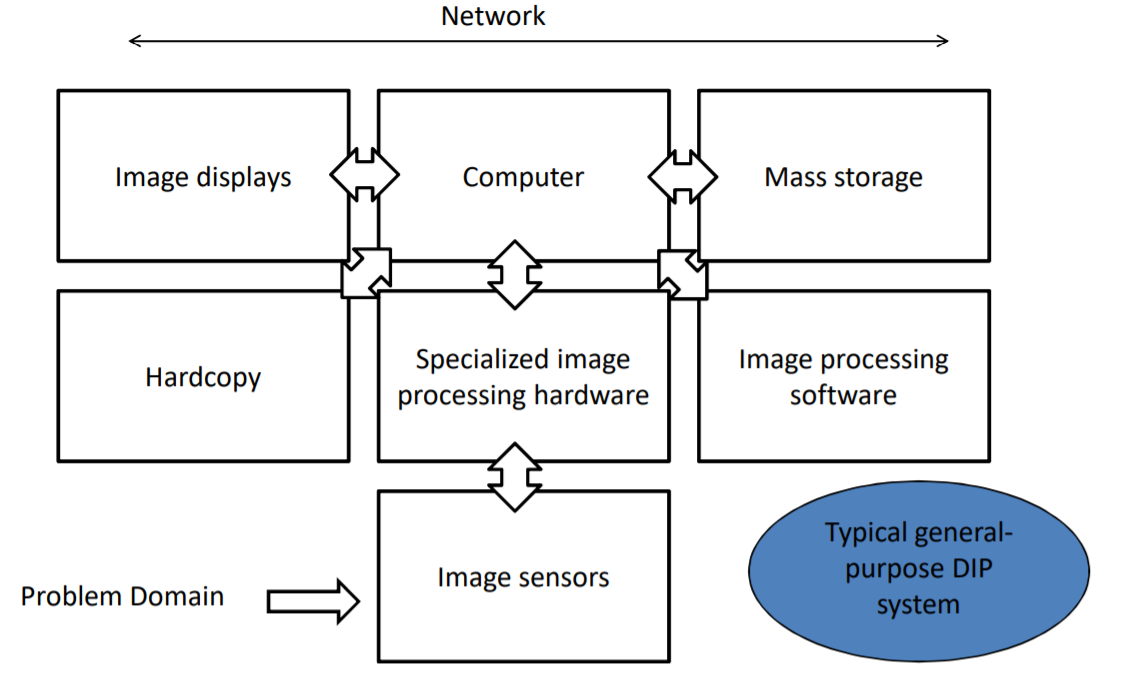 Network
Image displays
Computer
Mass storage
Hardcopy
Specialized image
processing hardware
Image processing
software
Problem Domain
Image sensors
Typical general-
purpose DIP
system